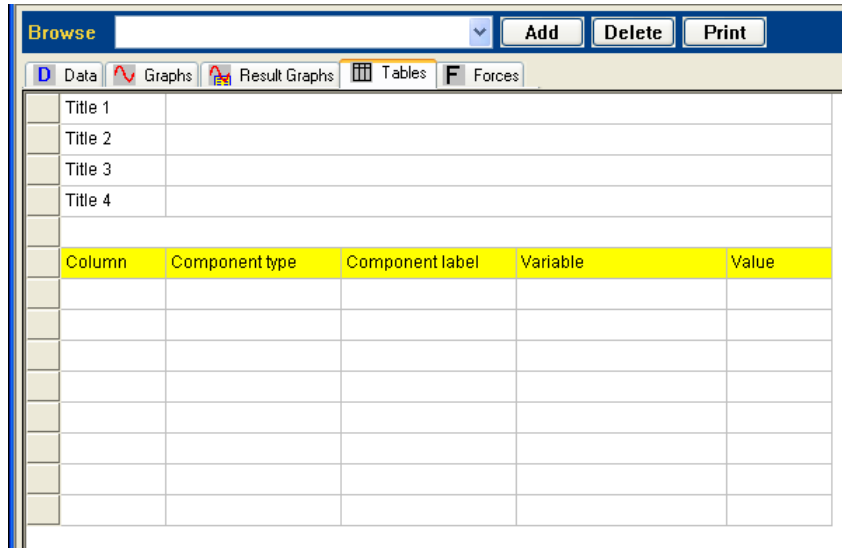 Browse Add Delete Print
D Data Graphs Result Graphs Tables F Forces
Title 1
Title 2
Title 3
Title 4
Column Component type Component label Variable Value